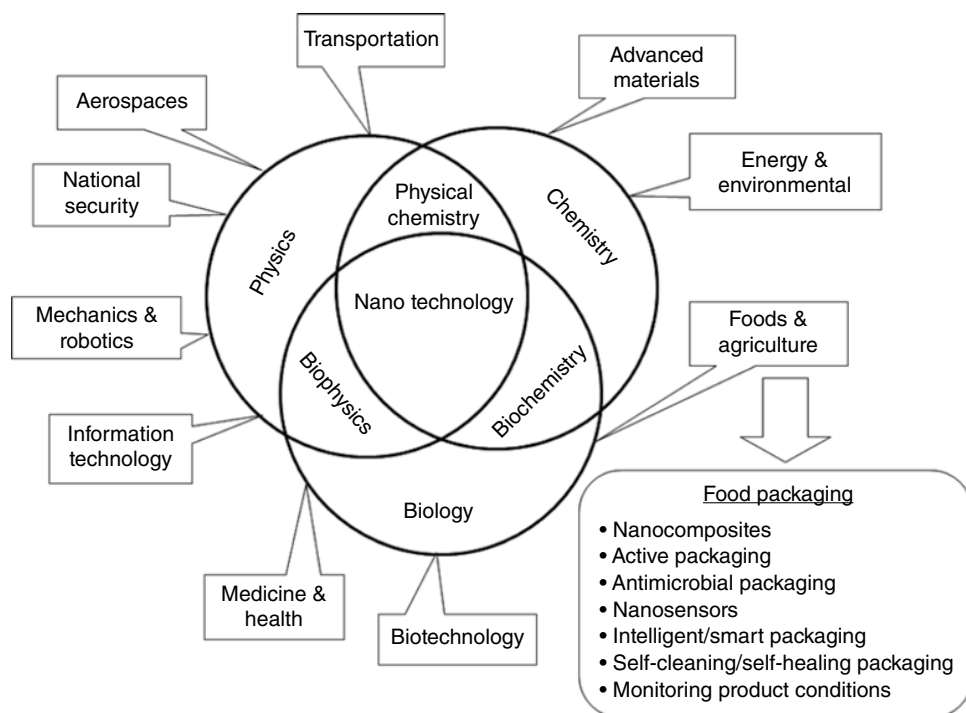 Transportation
Advanced
materials
Aerospaces
Energy &
environmental
National
security
Physical
chemistry
Chemistry
Physics
Nano technology
Mechanics &
robotics
Foods &
agriculture
Biophysics
Biochemistry
Information
technology
Biology
Medicine &
health
Biotechnology
Food packaging
• Nanocomposites
• Active packaging
• Antimicrobial packaging
• Nanosensors
• Intelligent/smart packaging
• Self-cleaning/self-healing packaging
• Monitoring product conditions